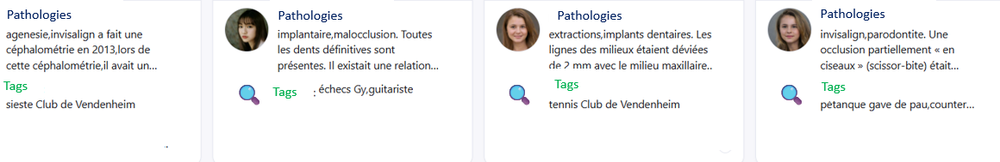 Pathologies
agenesie,invisalign a fait une
céphalométrie en 2013,lors de
cette céphalométrie,il avait un...
Tags
sieste Club de Vendenheim
Pathologies
implantaire,malocclusion. Toutes
les dents définitives sont
présentes. Il existait une relation...
Tags : échecs Gy,guitariste
Pathologies
extractions,implants dentaires. Les
lignes des milieux étaient déviées
de 2 mm avec le milieu maxillaire..
Tags
tennis Club de Vendenheim
Pathologies
invisalign,parodontite. Une
occlusion partiellement « en
ciseaux » (scissor-bite) était...
Tags
pétanque gave de pau,counter...